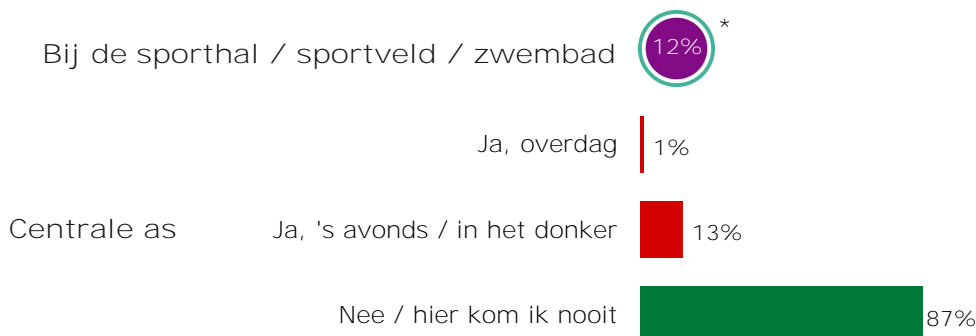 Bij de sporthal / sportveld / zwembad 12% *
Ja, overdag 1%
Centrale as Ja, 's avonds / in het donker 13%
Nee / hier kom ik nooit 87%